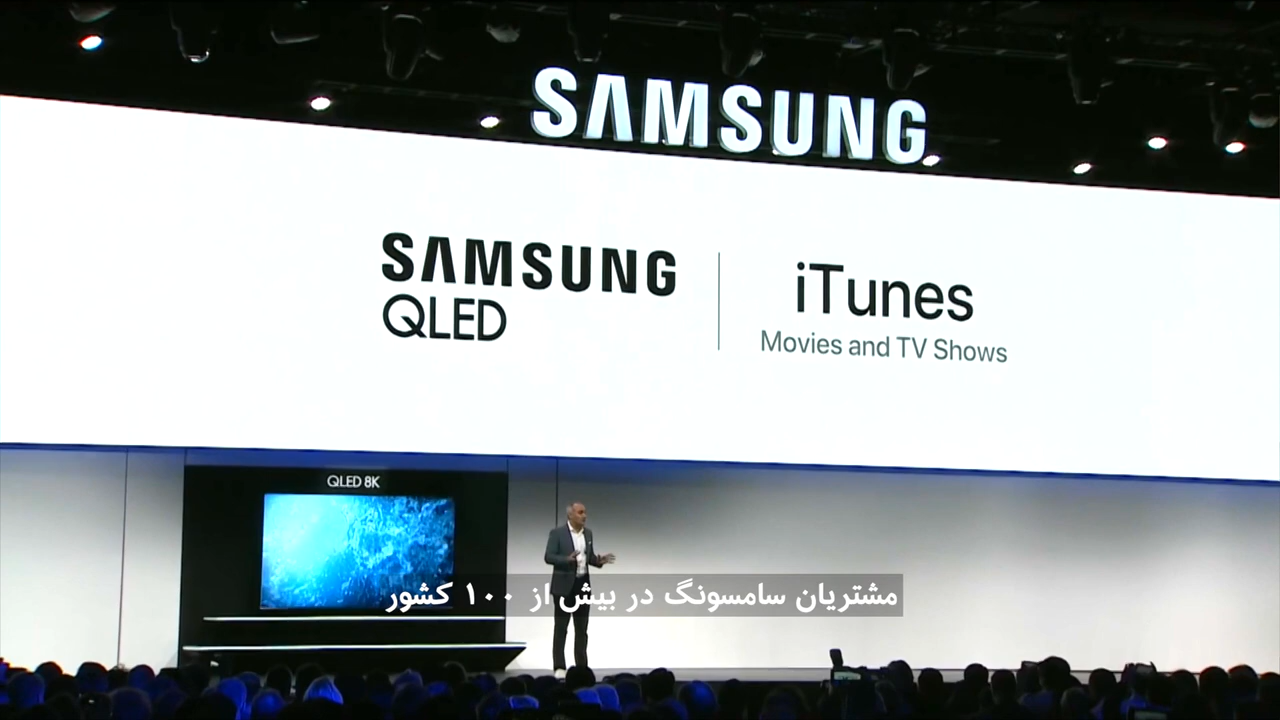 SAMSUNG
SAMSUNG
QLED
iTunes
Movies and TV Shows
QLED 8K
مشتریان سامسونگ در بیش از ۱۰۰ کشور